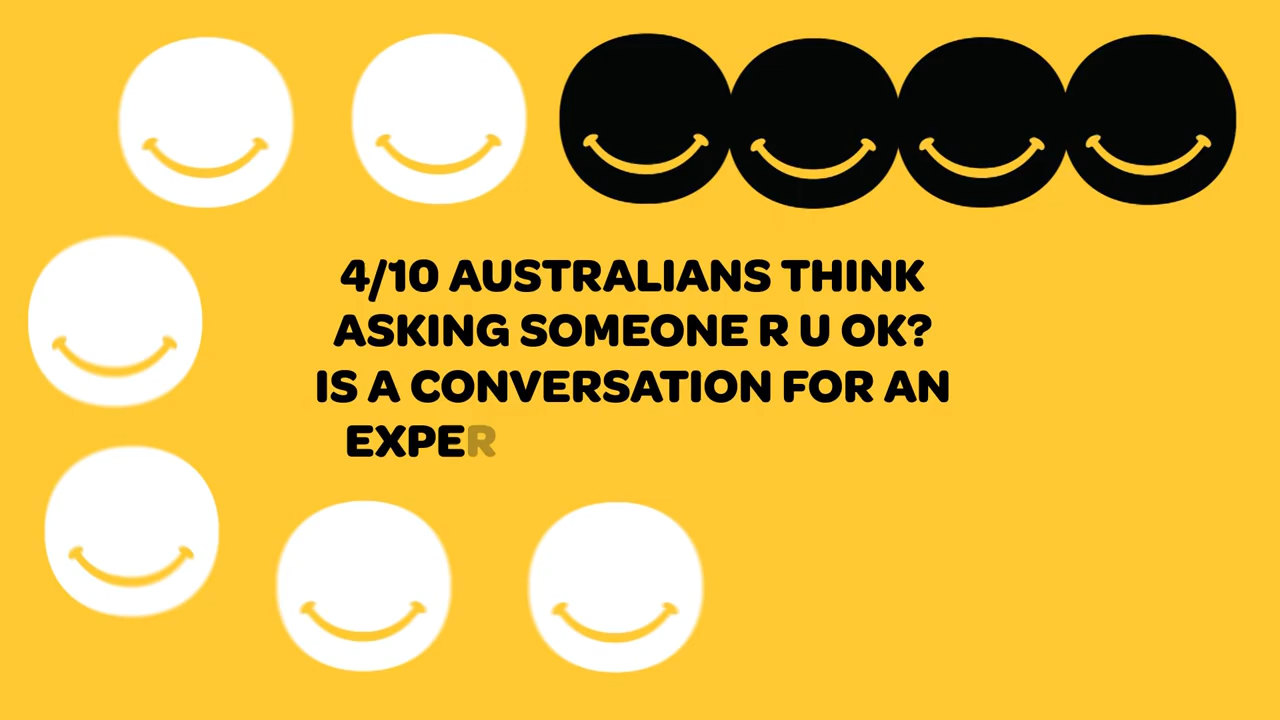 4/10 AUSTRALIANS THINK
ASKING SOMEONE R U OK?
IS A CONVERSATION FOR AN
EXPER